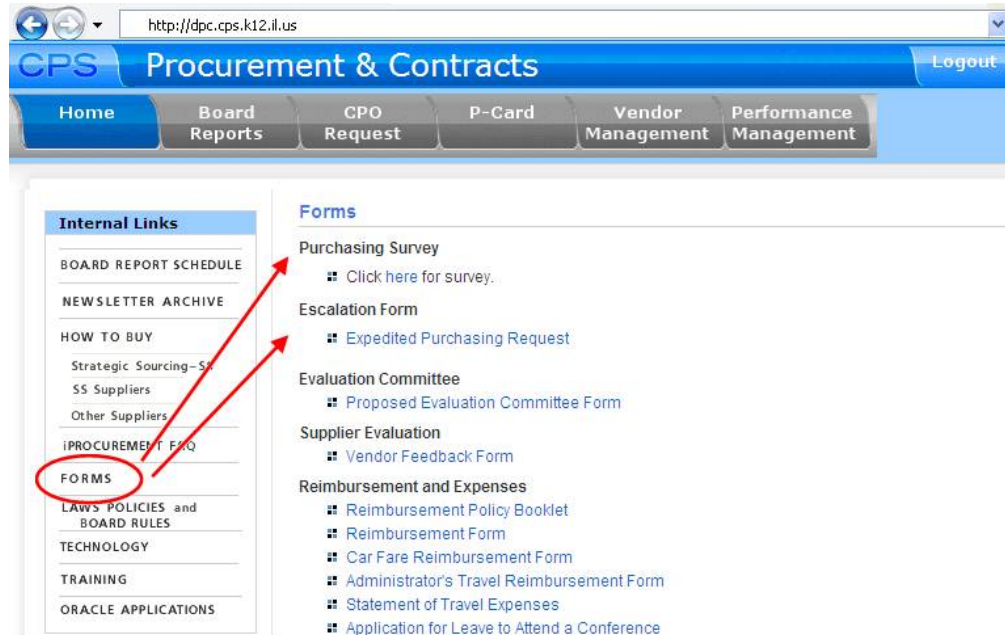 http://dpc.cps.k12.il.us
CPS Procurement & Contracts Logout
Home Board Reports CPO Request P-Card Vendor Management Performance Management
Internal Links
BOARD REPORT SCHEDULE
NEWSLETTER ARCHIVE
HOW TO BUY
Strategic Sourcing-SS
SS Suppliers
Other Suppliers
iPROCUREMENT FAQ
FORMS
LAWS POLICIES and
BOARD RULES
TECHNOLOGY
TRAINING
ORACLE APPLICATIONS
Forms
Purchasing Survey
Click here for survey.
Escalation Form
Expedited Purchasing Request
Evaluation Committee
Proposed Evaluation Committee Form
Supplier Evaluation
Vendor Feedback Form
Reimbursement and Expenses
Reimbursement Policy Booklet
Reimbursement Form
Car Fare Reimbursement Form
Administrator's Travel Reimbursement Form
Statement of Travel Expenses
Application for Leave to Attend a Conference